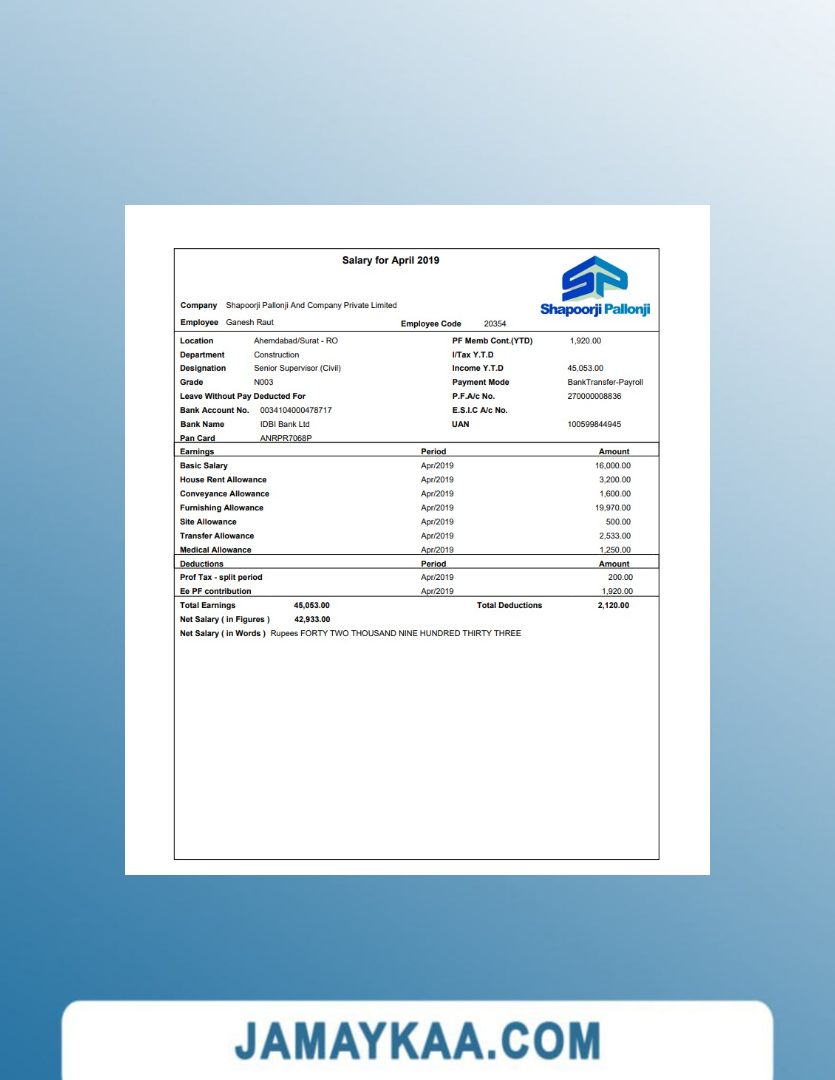 Salary for April 2019
SP
Shapoorji Pallonji
Company Shapoorji Pallonji And Company Private Limited
Employee Ganesh Raut Employee Code 20354
Location Ahemdabad/Surat - RO PF Memb Cont.(YTD) 1,920.00
Department Construction I/Tax Y.T.D
Designation Senior Supervisor (Civil) Income Y.T.D 45,053.00
Grade N003 Payment Mode BankTransfer-Payroll
Leave Without Pay Deducted For P.F.A/c No. 270000008836
Bank Account No. 0034104000478717 E.S.I.C A/c No.
Bank Name IDBI Bank Ltd UAN 100599844945
Pan Card ANRPR7068P
Earnings Period Amount
Basic Salary Apr/2019 16,000.00
House Rent Allowance Apr/2019 3,200.00
Conveyance Allowance Apr/2019 1,600.00
Furnishing Allowance Apr/2019 19,970.00
Site Allowance Apr/2019 500.00
Transfer Allowance Apr/2019 2,533.00
Medical Allowance Apr/2019 1,250.00
Deductions Period Amount
Prof Tax - split period Apr/2019 200.00
Ee PF contribution Apr/2019 1,920.00
Total Earnings 45,053.00 Total Deductions 2,120.00
Net Salary ( in Figures ) 42,933.00
Net Salary ( in Words ) Rupees FORTY TWO THOUSAND NINE HUNDRED THIRTY THREE
JAMAYKAA.COM